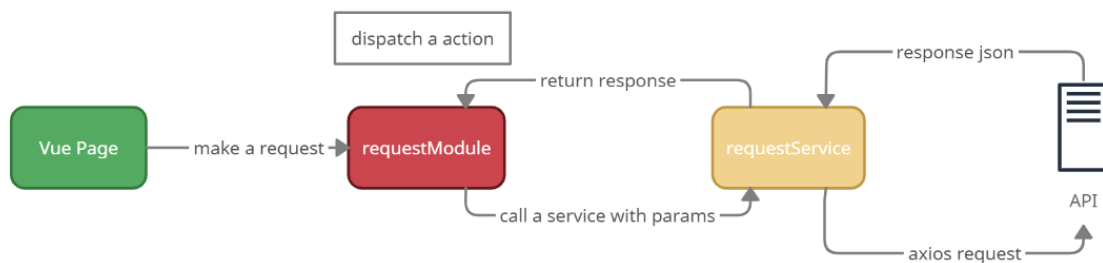 dispatch a action
response json
return response
Vue Page
make a request
requestModule
requestService
call a service with params
API
axios request